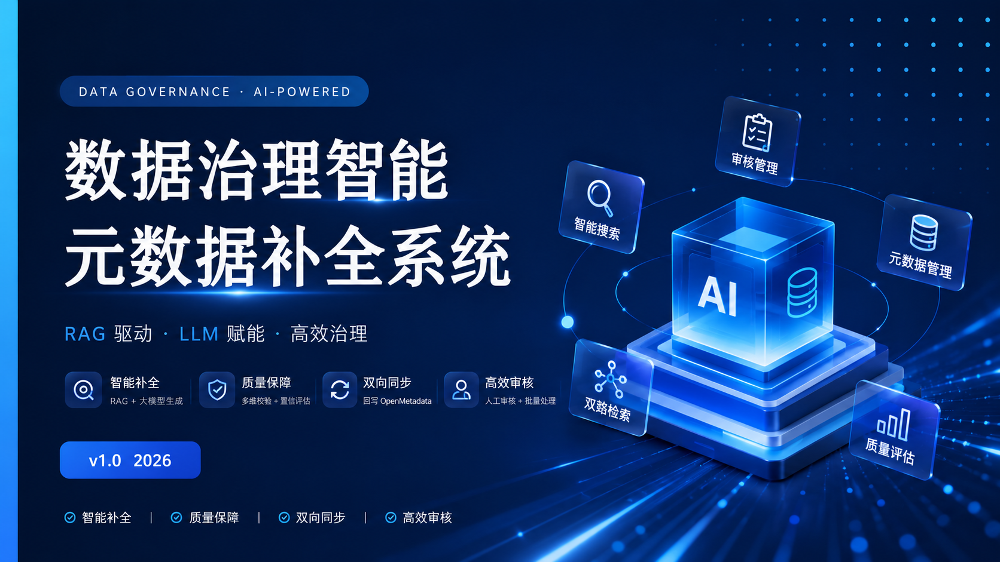 DATA GOVERNANCE · AI-POWERED
数据治理智能
元数据补全系统
RAG 驱动 · LLM 赋能 · 高效治理
智能补全
RAG + 大模型生成
质量保障
多维校验 + 置信评估
双向同步
回写 OpenMetadata
高效审核
人工审核 + 批量处理
v1.0 2026
智能补全 | 质量保障 | 双向同步 | 高效审核
审核管理
智能搜索
元数据管理
AI
双路检索
质量评估